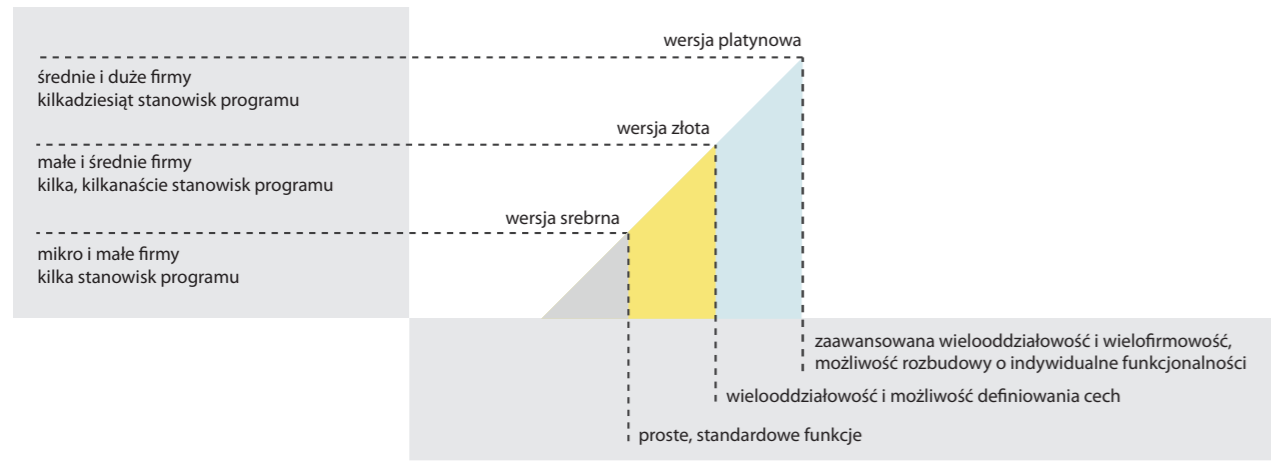 wersja platynowa
średnie i duże firmy
kilkadziesiąt stanowisk programu
wersja złota
małe i średnie firmy
kilka, kilkanaście stanowisk programu
wersja srebrna
mikro i małe firmy
kilka stanowisk programu
zaawansowana wielooddziałowość i wielofirmowość,
możliwość rozbudowy o indywidualne funkcjonalności
wielooddziałowość i możliwość definiowania cech
proste, standardowe funkcje